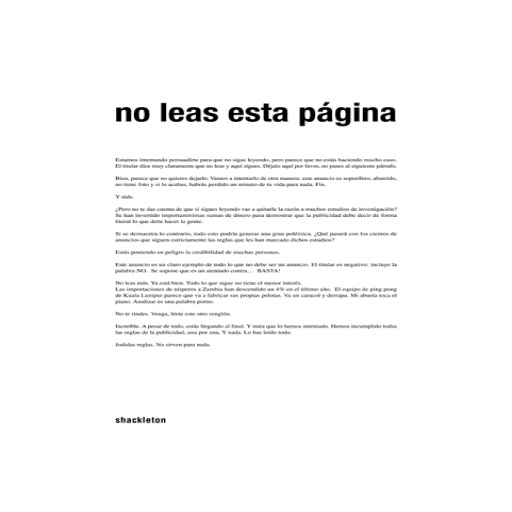 no leas esta página
Estamos intentando persuadirte para que no sigas leyendo, pero parece que no estás haciendo mucho caso.
El titular dice muy claramente que no leas y aquí sigues. Déjalo aquí por favor, no pases al siguiente párrafo.
Bien, parece que no quieres dejarlo. Vamos a intentarlo de otra manera: este anuncio es soporífero, aburrido,
no tiene foto y si lo acabas, habrás perdido un minuto de tu vida para nada. Fin.
Y dale.
¿Pero no te das cuenta de que si sigues leyendo vas a quitarle la razón a muchos estudios de investigación?
Se han invertido importantísimas sumas de dinero para demostrar que la publicidad debe decir de forma
literal lo que debe hacer la gente.
Si se demuestra lo contrario, todo esto podría generar una gran polémica. ¿Qué pasará con los cientos de
anuncios que siguen estrictamente las reglas que les han marcado dichos estudios?
Estás poniendo en peligro la credibilidad de muchas personas.
Este anuncio es un claro ejemplo de todo lo que no debe ser un anuncio. El titular es negativo: incluye la
palabra NO. Se supone que es un atentado contra... BASTA!
No leas más. Ya está bien. Todo lo que sigue no tiene el menor interés.
Las importaciones de nísperos a Zambia han descendido un 4% en el último año. El equipo de ping pong
de Kuala Lumpur parece que va a fabricar sus propias pelotas. Va un caracol y derrapa. Mi abuela toca el
piano. Analizar es una palabra porno.
No te rindes. Venga, léete este otro renglón.
Increíble. A pesar de todo, estás llegando al final. Y mira que lo hemos intentado. Hemos incumplido todas
las reglas de la publicidad, una por una. Y nada. Lo has leído todo.
Jodidas reglas. No sirven para nada.
shackleton